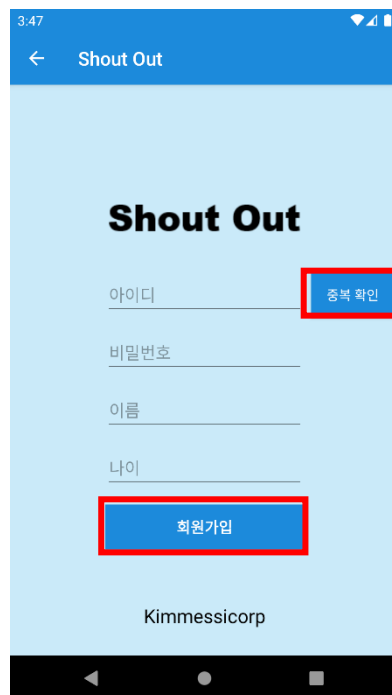 3:47
Shout Out
Shout Out
아이디
중복 확인
비밀번호
이름
나이
회원가입
Kimmessicorp